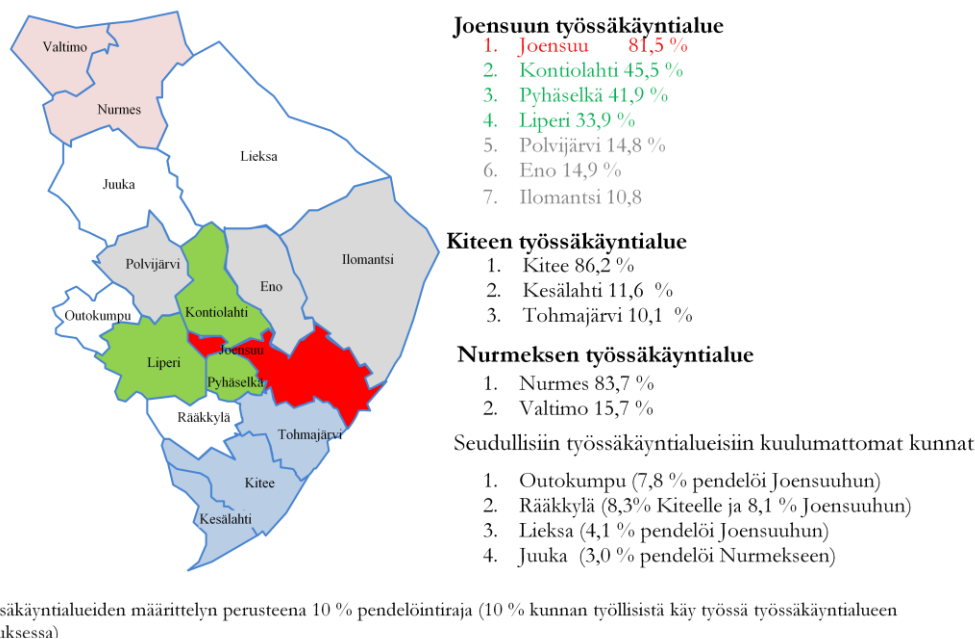 Valtimo
Nurmes
Lieksa
Juuka
Ilomantsi
Polvijärvi
Eno
Outokumpu
Kontiolahti
Joensuu
Liperi
Pyhäselkä
Rääkkylä
Tohmajärvi
Kitee
Kesälahti
Joensuun työssäkäyntialue
1. Joensuu 81,5 %
2. Kontiolahti 45,5 %
3. Pyhäselkä 41,9 %
4. Liperi 33,9 %
5. Polvijärvi 14,8 %
6. Eno 14,9 %
7. Ilomantsi 10,8
Kiteen työssäkäyntialue
1. Kitee 86,2 %
2. Kesälahti 11,6 %
3. Tohmajärvi 10,1 %
Nurmeksen työssäkäyntialue
1. Nurmes 83,7 %
2. Valtimo 15,7 %
Seudullisiin työssäkäyntialueisiin kuulumattomat kunnat
1. Outokumpu (7,8 % pendelöi Joensuuhun)
2. Rääkkylä (8,3% Kiteelle ja 8,1 % Joensuuhun)
3. Lieksa (4,1 % pendelöi Joensuuhun)
4. Juuka (3,0 % pendelöi Nurmekseen)
säkäyntialueiden määrittelyn perusteena 10 % pendelöintiraja (10 % kunnan työllisistä käy työssä työssäkäyntialueen
uksessa)